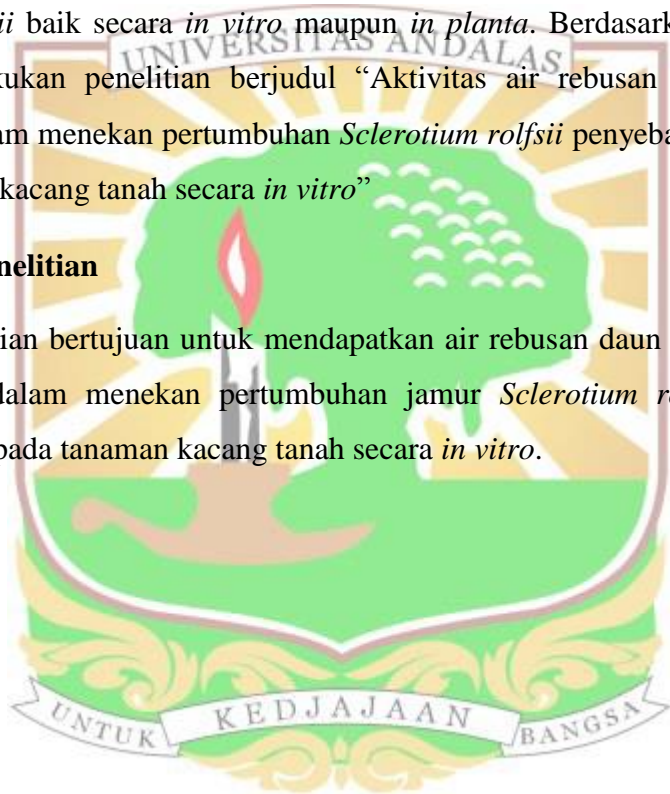 ii baik secara in vitro maupun in planta. Berdasark
UNIVERSITAS ANDALAS
ukan penelitian berjudul “Aktivitas air rebusan
am menekan pertumbuhan Sclerotium rolfsii penyeba
kacang tanah secara in vitro”
nelitian
ian bertujuan untuk mendapatkan air rebusan daun
dalam menekan pertumbuhan jamur Sclerotium r
pada tanaman kacang tanah secara in vitro.
UNTUK KEDJAJAAN BANGSA